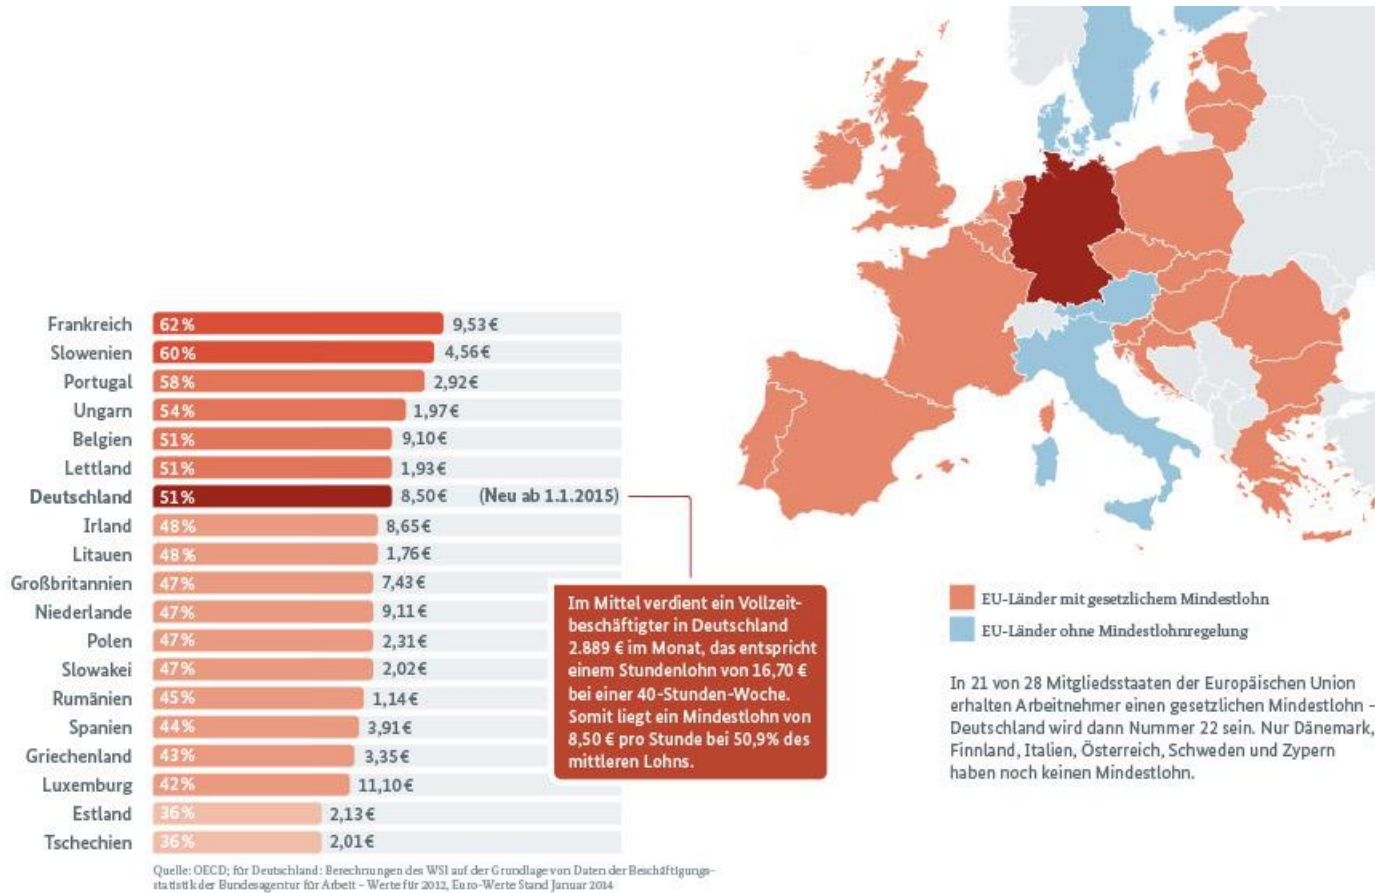 Frankreich 62 % 9,53 €
Slowenien 60 % 4,56 €
Portugal 58 % 2,92 €
Ungarn 54 % 1,97 €
Belgien 51 % 9,10 €
Lettland 51 % 1,93 €
Deutschland 51 % 8,50 € (Neu ab 1.1.2015)
Irland 48 % 8,65 €
Litauen 48 % 1,76 €
Großbritannien 47 % 7,43 €
Niederlande 47 % 9,11 €
Polen 47 % 2,31 €
Slowakei 47 % 2,02 €
Rumänien 45 % 1,14 €
Spanien 44 % 3,91 €
Griechenland 43 % 3,35 €
Luxemburg 42 % 11,10 €
Estland 36 % 2,13 €
Tschechien 36 % 2,01 €
Im Mittel verdient ein Vollzeit-
beschäftigter in Deutschland
2.889 € im Monat, das entspricht
einem Stundenlohn von 16,70 €
bei einer 40-Stunden-Woche.
Somit liegt ein Mindestlohn von
8,50 € pro Stunde bei 50,9% des
mittleren Lohns.
EU-Länder mit gesetzlichem Mindestlohn
EU-Länder ohne Mindestlohnregelung
In 21 von 28 Mitgliedsstaaten der Europäischen Union
erhalten Arbeitnehmer einen gesetzlichen Mindestlohn –
Deutschland wird dann Nummer 22 sein. Nur Dänemark,
Finnland, Italien, Österreich, Schweden und Zypern
haben noch keinen Mindestlohn.
Quelle: OECD; für Deutschland: Berechnungen des WSI auf der Grundlage von Daten der Beschäftigungs-
statistik der Bundesagentur für Arbeit – Werte für 2012, Euro-Werte Stand Januar 2014